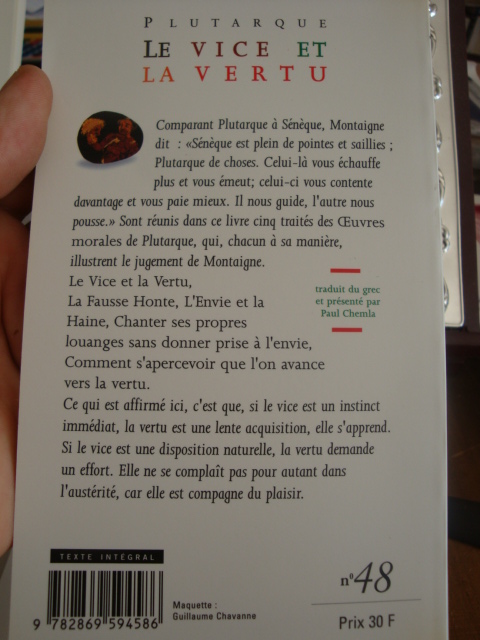 PLUTARQUE
LE VICE ET
LA VERTU
Comparant Plutarque à Sénèque, Montaigne
dit : «Sénèque est plein de pointes et saillies ;
Plutarque de choses. Celui-là vous échauffe
plus et vous émeut; celui-ci vous contente
davantage et vous paie mieux. Il nous guide, l'autre nous
pousse.» Sont réunis dans ce livre cinq traités des Œuvres
morales de Plutarque, qui, chacun à sa manière,
illustrent le jugement de Montaigne.
Le Vice et la Vertu,
La Fausse Honte, L'Envie et la
Haine, Chanter ses propres
louanges sans donner prise à l'envie,
Comment s'apercevoir que l'on avance
vers la vertu.
traduit du grec
et présenté par
Paul Chemla
Ce qui est affirmé ici, c'est que, si le vice est un instinct
immédiat, la vertu est une lente acquisition, elle s'apprend.
Si le vice est une disposition naturelle, la vertu demande
un effort. Elle ne se complaît pas pour autant dans
l'austérité, car elle est compagne du plaisir.
TEXTE INTÉGRAL
9 782869 594586
Maquette :
Guillaume Chavanne
n°48
Prix 30 F